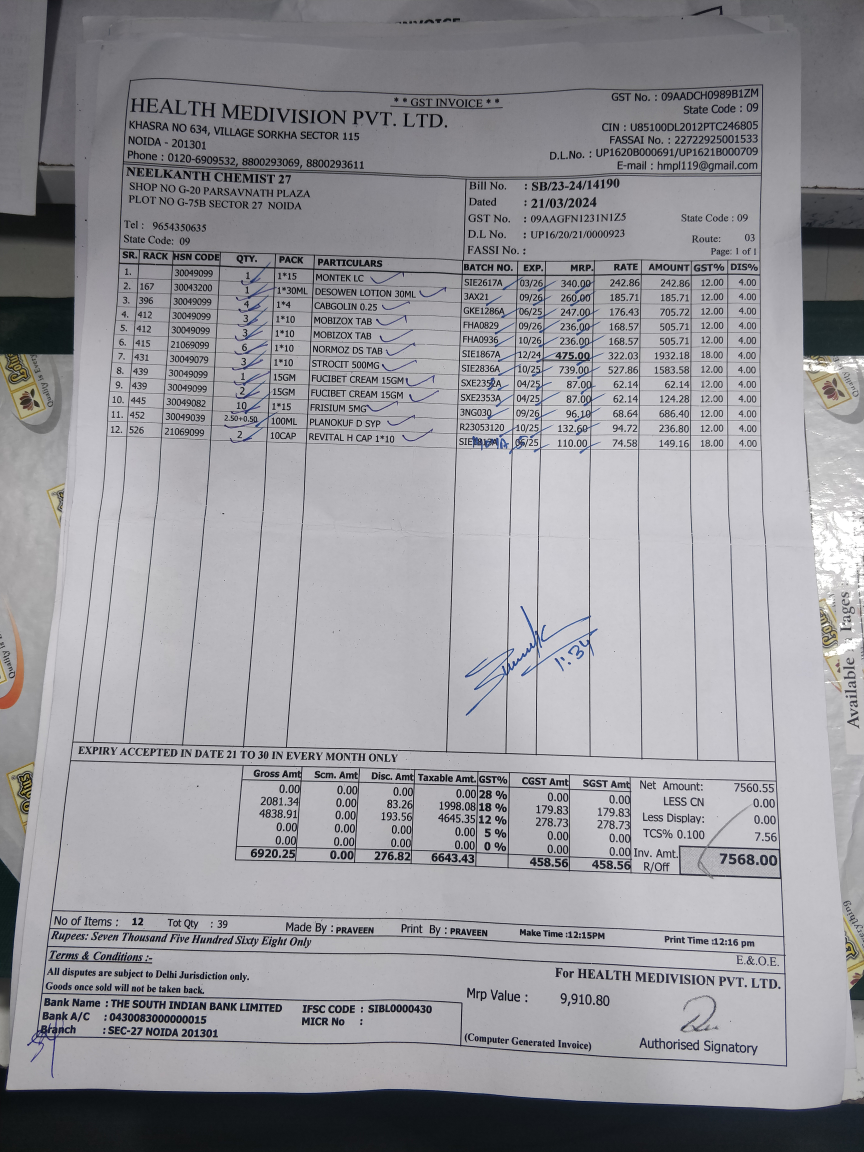 * * GST INVOICE * *
HEALTH MEDIVISION PVT. LTD.
KHASRA NO 634, VILLAGE SORKHA SECTOR 115
NOIDA - 201301
Phone : 0120-6909532, 8800293069, 8800293611
GST No. : 09AADCH0989B1ZM
State Code : 09
CIN : U85100DL2012PTC246805
FASSAI No. : 22722925001533
D.L.No. : UP1620B000691/UP1621B000709
E-mail : hmpl119@gmail.com
NEELKANTH CHEMIST 27
SHOP NO G-20 PARSAVNATH PLAZA
PLOT NO G-75B SECTOR 27 NOIDA
Tel : 9654350635
State Code: 09
Bill No. : SB/23-24/14190
Dated : 21/03/2024
GST No. : 09AAGFN1231N1Z5 State Code : 09
D.L No. : UP16/20/21/0000923
Route: 03
FASSI No. :
Page: 1 of 1
SR. RACK HSN CODE QTY. PACK PARTICULARS BATCH NO. EXP. MRP. RATE AMOUNT GST% DIS%
1. 30049099 1 1*15 MONTEK LC SIE2617A 03/26 340.00 242.86 242.86 12.00 4.00
2. 167 30043200 1 1*30ML DESOWEN LOTION 30ML 3AX21 09/26 260.00 185.71 185.71 12.00 4.00
3. 396 30049099 4 1*4 CABGOLIN 0.25 GKE1286A 06/25 247.00 176.43 705.72 12.00 4.00
4. 412 30049099 3 1*10 MOBIZOX TAB FHA0829 09/26 236.00 168.57 505.71 12.00 4.00
5. 412 30049099 3 1*10 MOBIZOX TAB FHA0936 10/26 236.00 168.57 505.71 12.00 4.00
6. 415 21069099 6 1*10 NORMOZ DS TAB SIE1867A 12/24 475.00 322.03 1932.18 18.00 4.00
7. 431 30049079 3 1*10 STROCIT 500MG SIE2836A 10/25 739.00 527.86 1583.58 12.00 4.00
8. 439 30049099 1 15GM FUCIBET CREAM 15GM SXE2352A 04/25 87.00 62.14 62.14 12.00 4.00
9. 439 30049099 2 15GM FUCIBET CREAM 15GM SXE2353A 04/25 87.00 62.14 124.28 12.00 4.00
10. 445 30049082 10 1*15 FRISIUM 5MG 3NG030 09/26 96.10 68.64 686.40 12.00 4.00
11. 452 30049039 2.50+0.50 100ML PLANOKUF D SYP R23053120 10/25 132.60 94.72 236.80 12.00 4.00
12. 526 21069099 2 10CAP REVITAL H CAP 1*10 110.00 74.58 149.16 18.00 4.00
1:34
EXPIRY ACCEPTED IN DATE 21 TO 30 IN EVERY MONTH ONLY
Gross Amt Scm. Amt Disc. Amt Taxable Amt. GST% CGST Amt SGST Amt
0.00 0.00 0.00 0.00 28 % 0.00 0.00
2081.34 0.00 83.26 1998.08 18 % 179.83 179.83
4838.91 0.00 193.56 4645.35 12 % 278.73 278.73
0.00 0.00 0.00 0.00 5 % 0.00 0.00
0.00 0.00 0.00 0.00 0 % 0.00 0.00
6920.25 0.00 276.82 6643.43 458.56 458.56
Net Amount: 7560.55
LESS CN 0.00
Less Display: 0.00
TCS% 0.100 7.56
Inv. Amt. 7568.00
R/Off
No of Items : 12 Tot Qty : 39 Made By : PRAVEEN Print By : PRAVEEN Make Time :12:15PM Print Time :12:16 pm
Rupees: Seven Thousand Five Hundred Sixty Eight Only
E.& O.E.
Terms & Conditions :-
All disputes are subject to Delhi Jurisdiction only.
Goods once sold will not be taken back.
For HEALTH MEDIVISION PVT. LTD.
Bank Name : THE SOUTH INDIAN BANK LIMITED IFSC CODE : SIBL0000430
Bank A/C : 0430083000000015 MICR No :
Branch : SEC-27 NOIDA 201301
Mrp Value : 9,910.80
(Computer Generated Invoice)
Authorised Signatory
Available in Pages :